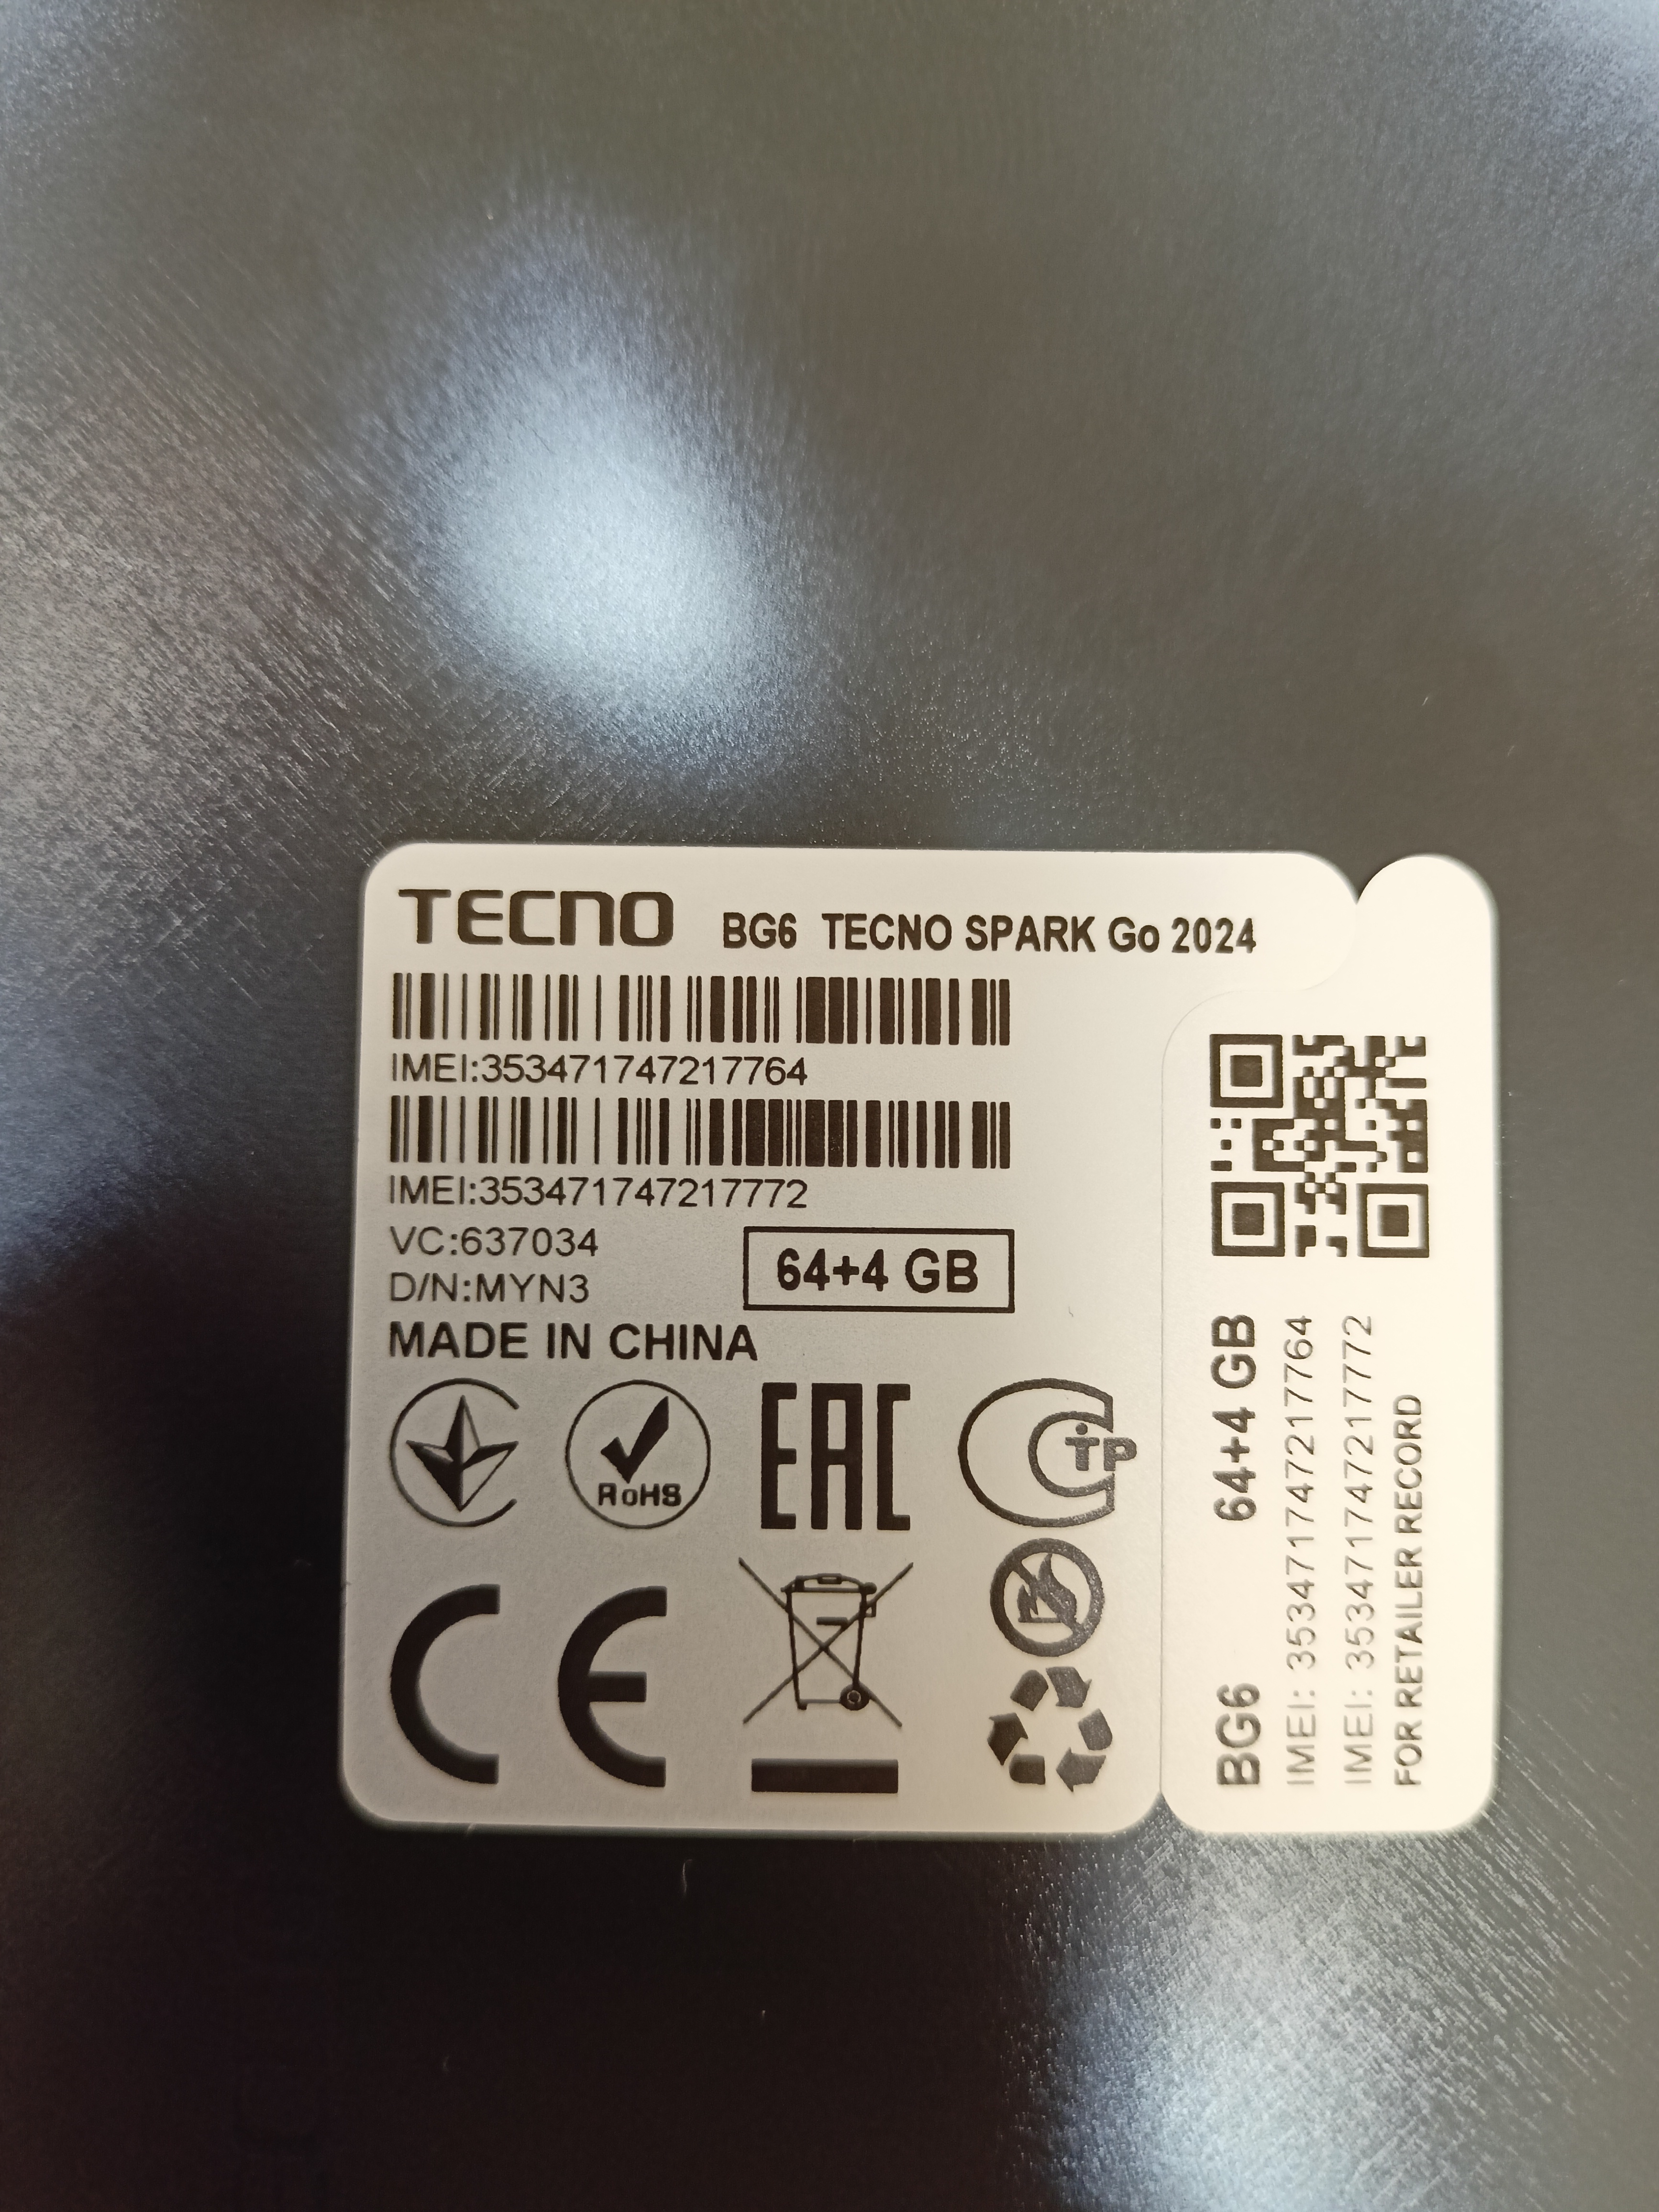 TECNO BG6 TECNO SPARK Go 2024
IMEI:353471747217764
IMEI:353471747217772
VC:637034
D/N:MYN3
64+4 GB
MADE IN CHINA
RoHS
EAC
CTP
CE
BG6 64+4 GB
IMEI: 353471747217764
IMEI: 353471747217772
FOR RETAILER RECORD